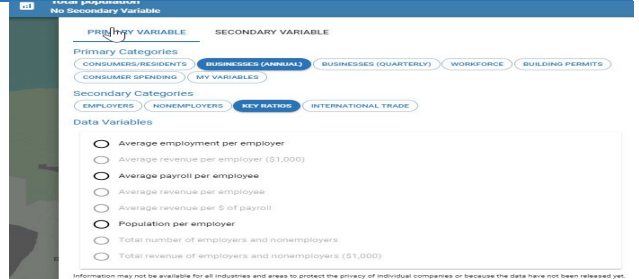 Total population
No Secondary Variable
PRIMARY VARIABLE SECONDARY VARIABLE
Primary Categories
CONSUMERS/RESIDENTS BUSINESSES (ANNUAL) BUSINESSES (QUARTERLY) WORKFORCE BUILDING PERMITS
CONSUMER SPENDING MY VARIABLES
Secondary Categories
EMPLOYERS NONEMPLOYERS KEY RATIOS INTERNATIONAL TRADE
Data Variables
Average employment per employer
Average revenue per employer ($1,000)
Average payroll per employee
Average revenue per employee
Average revenue per $ of payroll
Population per employer
Total number of employers and nonemployers
Total revenue of employers and nonemployers ($1,000)
Information may not be available for all industries and areas to protect the privacy of individual companies or because the data have not been released yet.